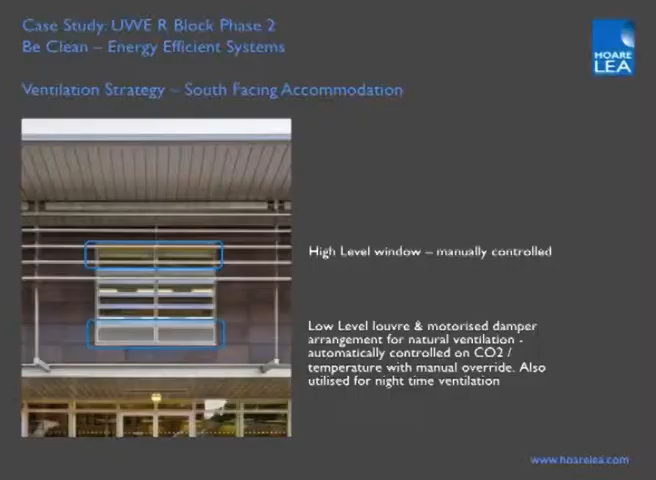 Case Study: UWE R Block Phase 2
Be Clean – Energy Efficient Systems
HOARE
LEA
Ventilation Strategy – South Facing Accommodation
High Level window – manually controlled
Low Level louvre & motorised damper
arrangement for natural ventilation -
automatically controlled on CO2 /
temperature with manual override. Also
utilised for night time ventilation
www.hoarelea.com